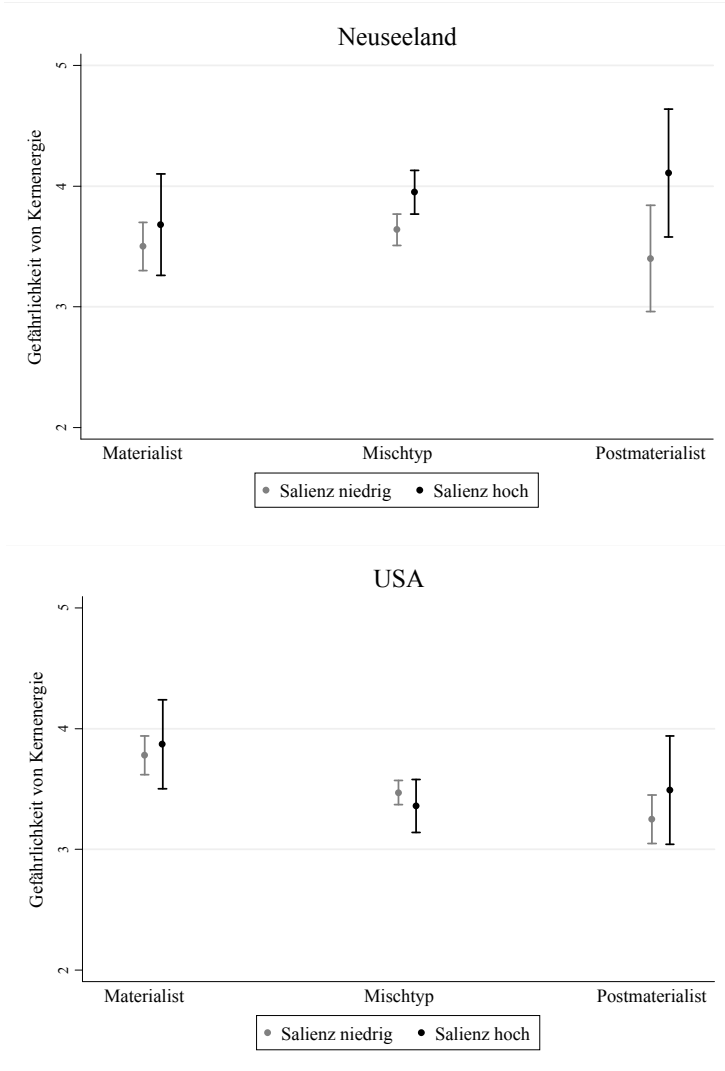 Neuseeland
Gefährlichkeit von Kernenergie
5
4
3
2
Materialist Mischtyp Postmaterialist
Salienz niedrig Salienz hoch
USA
Gefährlichkeit von Kernenergie
5
4
3
2
Materialist Mischtyp Postmaterialist
Salienz niedrig Salienz hoch